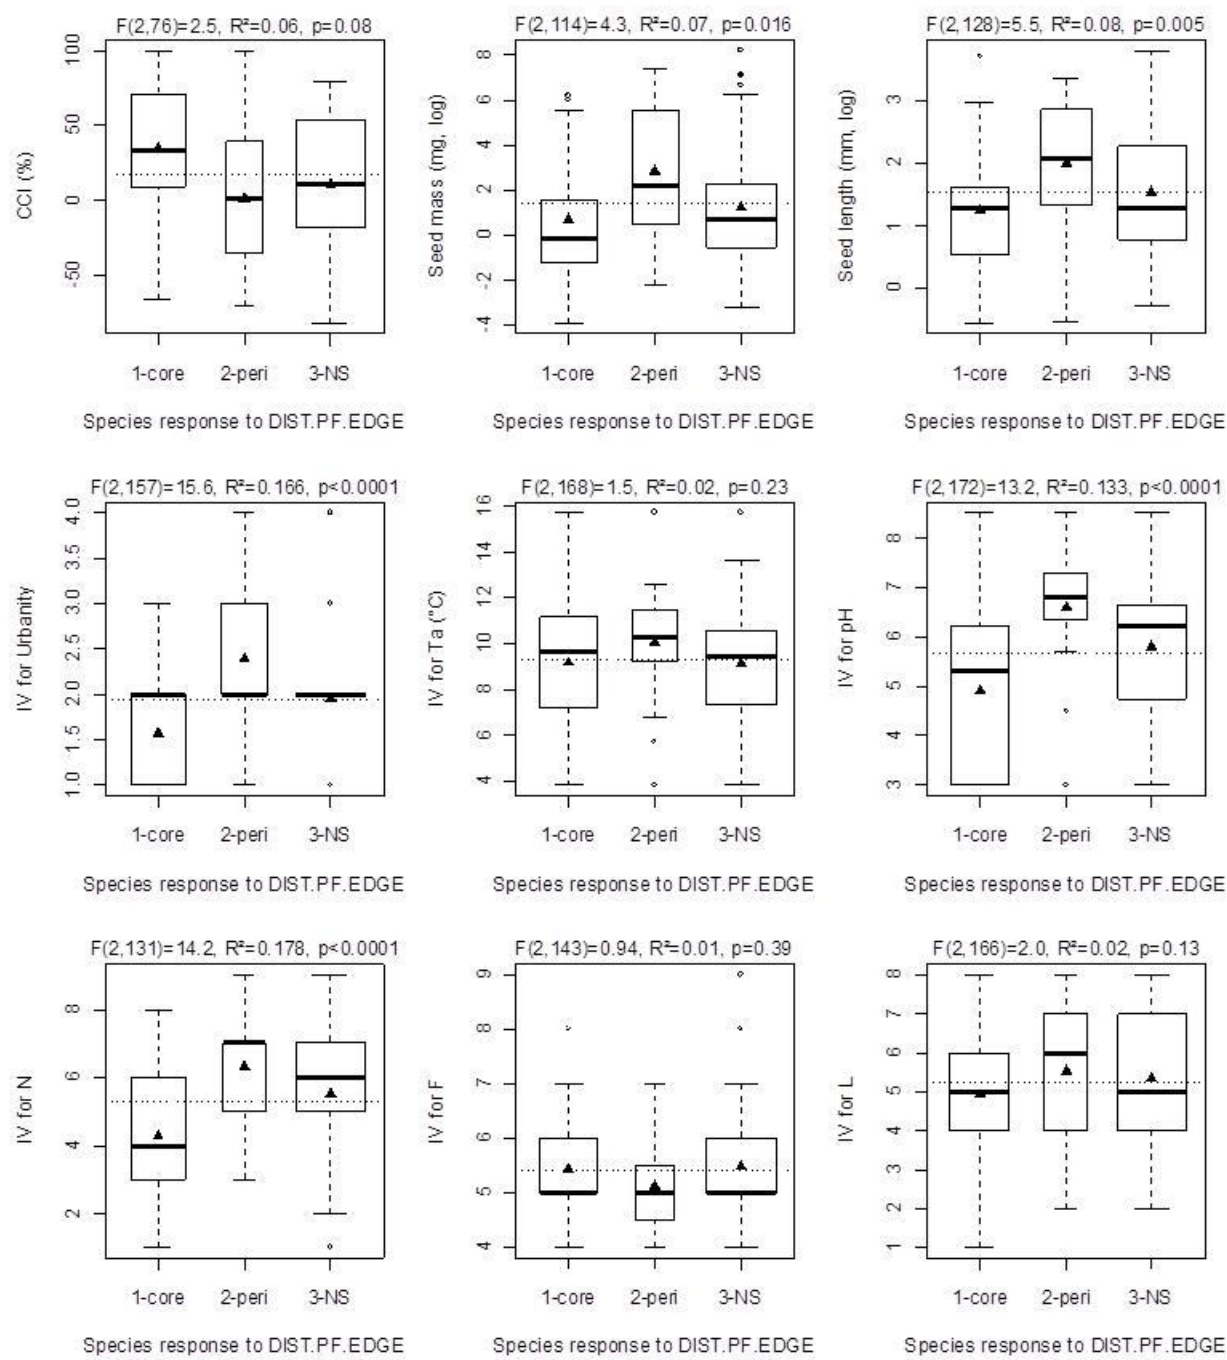 F(2,76)=2.5, R²=0.06, p=0.08
CCI (%)
100
50
0
-50
1-core 2-peri 3-NS
Species response to DIST.PF.EDGE
F(2,114)=4.3, R²=0.07, p=0.016
Seed mass (mg, log)
8
6
4
2
0
-2
-4
1-core 2-peri 3-NS
Species response to DIST.PF.EDGE
F(2,128)=5.5, R²=0.08, p=0.005
Seed length (mm, log)
3
2
1
0
1-core 2-peri 3-NS
Species response to DIST.PF.EDGE
F(2,157)=15.6, R²=0.166, p<0.0001
IV for Urbanity
4.0
3.5
3.0
2.5
2.0
1.5
1.0
1-core 2-peri 3-NS
Species response to DIST.PF.EDGE
F(2,168)=1.5, R²=0.02, p=0.23
IV for Ta (°C)
16
14
12
10
8
6
4
1-core 2-peri 3-NS
Species response to DIST.PF.EDGE
F(2,172)=13.2, R²=0.133, p<0.0001
IV for pH
8
7
6
5
4
3
1-core 2-peri 3-NS
Species response to DIST.PF.EDGE
F(2,131)=14.2, R²=0.178, p<0.0001
IV for N
8
6
4
2
1-core 2-peri 3-NS
Species response to DIST.PF.EDGE
F(2,143)=0.94, R²=0.01, p=0.39
IV for F
9
8
7
6
5
4
1-core 2-peri 3-NS
Species response to DIST.PF.EDGE
F(2,166)=2.0, R²=0.02, p=0.13
IV for L
8
7
6
5
4
3
2
1
1-core 2-peri 3-NS
Species response to DIST.PF.EDGE